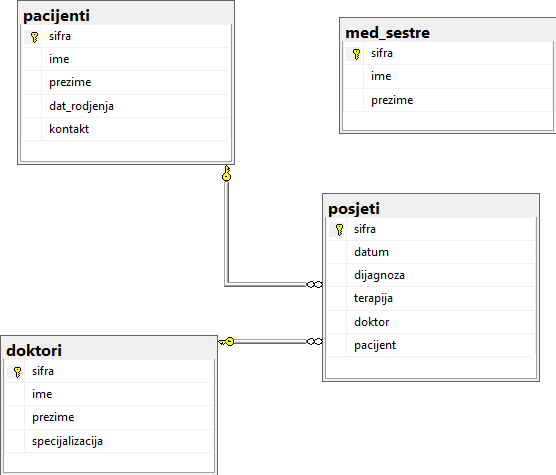 pacijenti
sifra
ime
prezime
dat_rodjenja
kontakt
med_sestre
sifra
ime
prezime
posjeti
sifra
datum
dijagnoza
terapija
doktor
pacijent
doktori
sifra
ime
prezime
specijalizacija